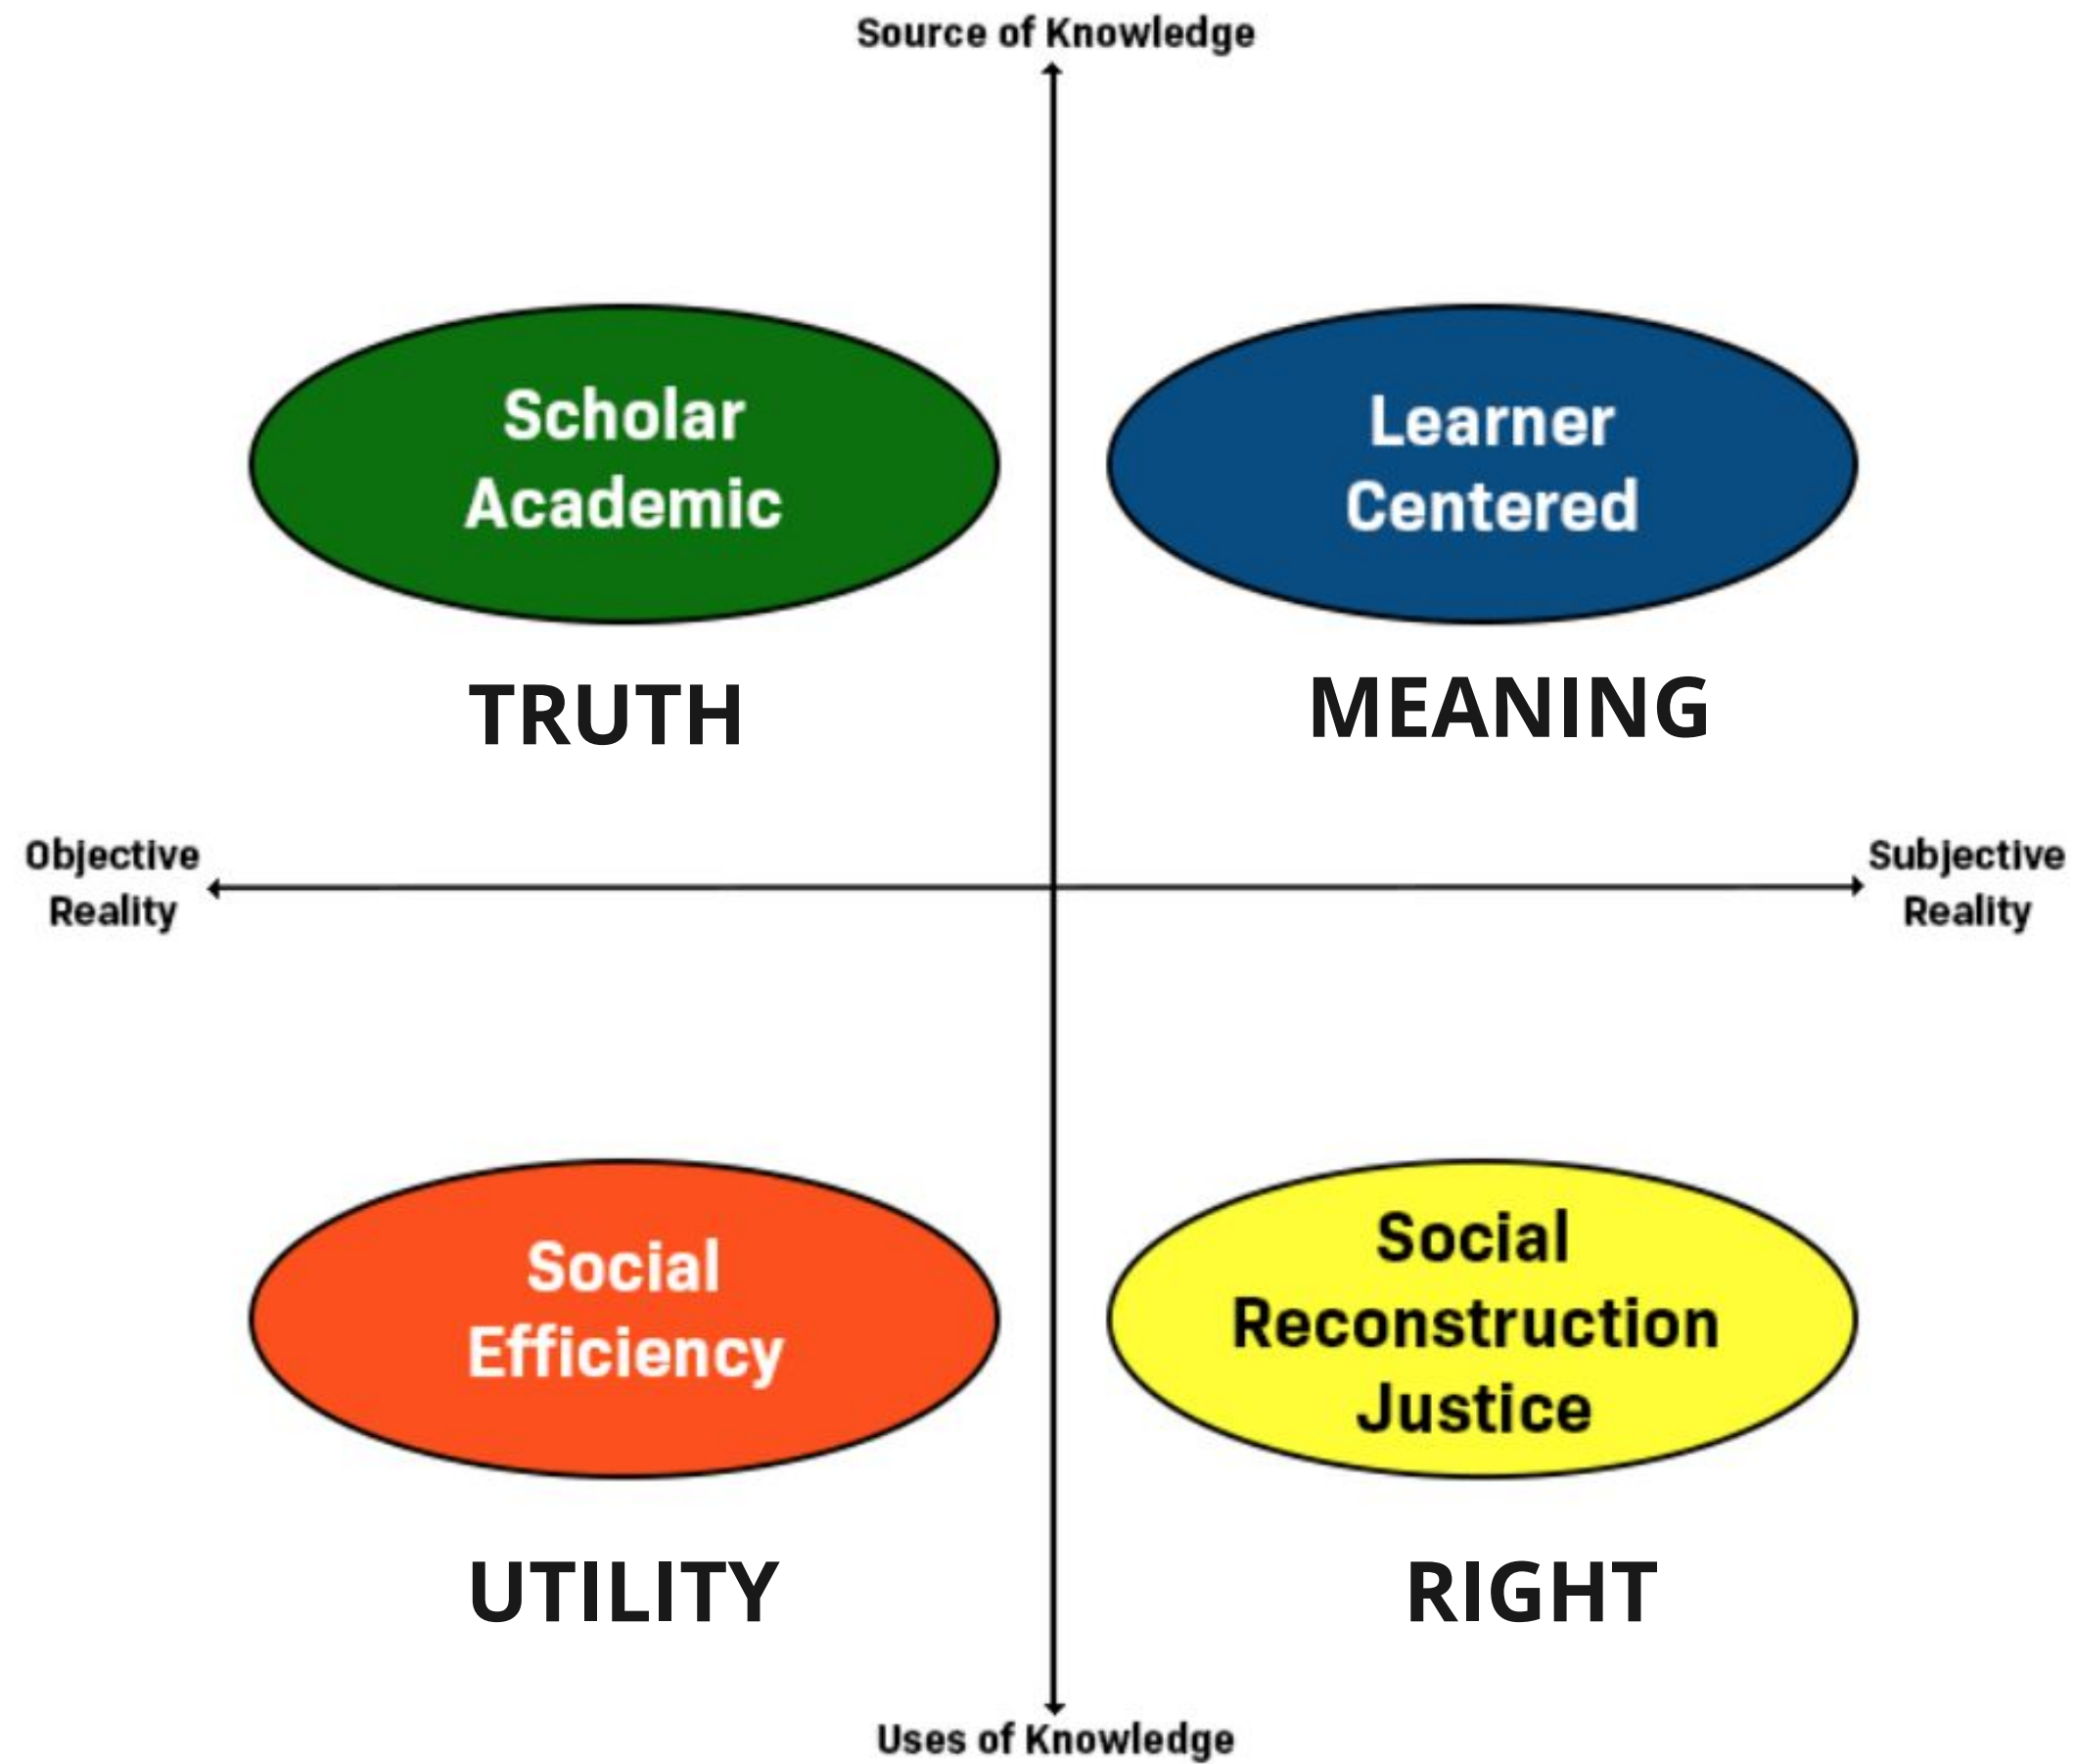 Source of Knowledge
Scholar
Academic
Learner
Centered
TRUTH
MEANING
Objective
Reality
Subjective
Reality
Social
Efficiency
Social
Reconstruction
Justice
UTILITY
RIGHT
Uses of Knowledge